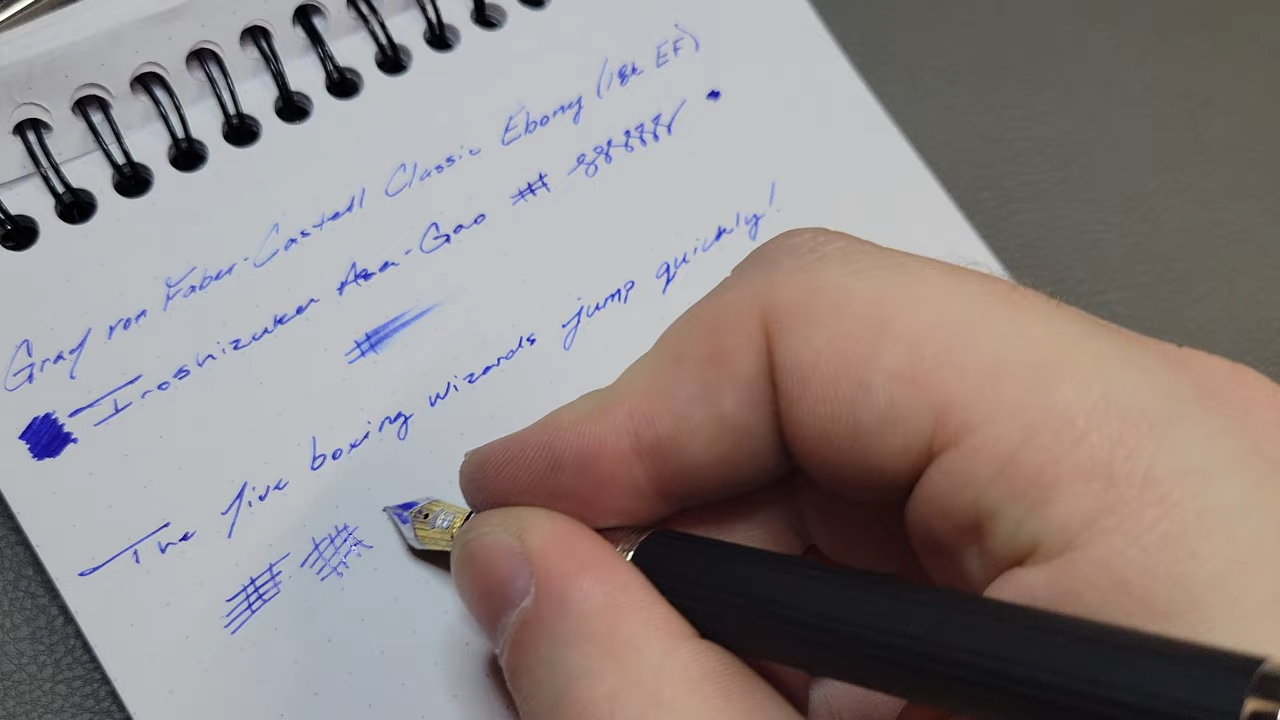 Graf von Faber-Castell Classic Ebony (18k EF)
Iroshizuku Asa-Gao
The five boxing wizards jump quickly!